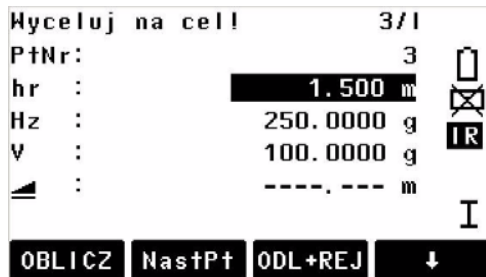 Wyceluj na cel! 3/I
PtNr: 3
hr : 1.500 m
IR
Hz : 250.0000 g
V : 100.0000 g
: ----.--- m
I
OBLICZ NastPt ODL+REJ